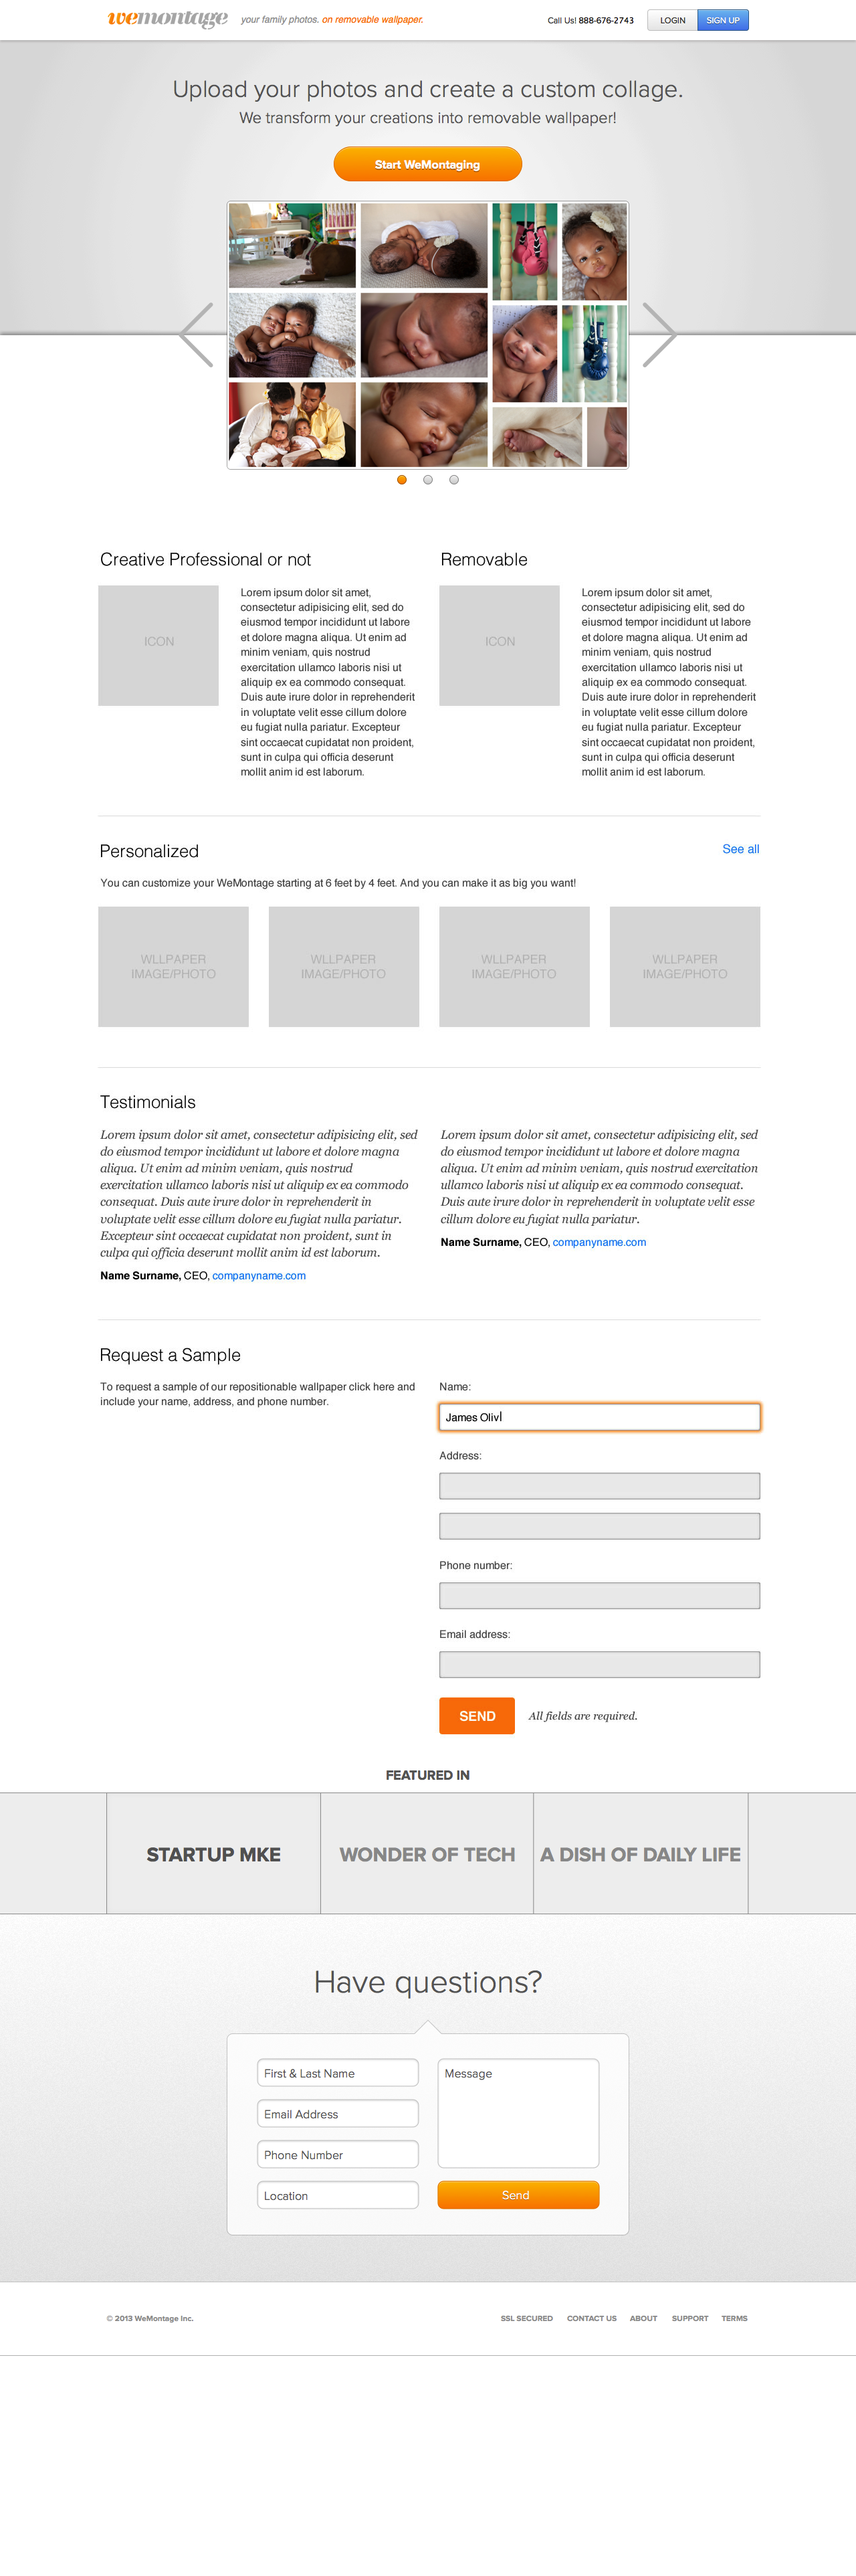 wemontage
your family photos. on removable wallpaper.
Call Us! 888-676-2743
LOGIN
SIGN UP
Upload your photos and create a custom collage.
We transform your creations into removable wallpaper!
Start WeMontaging
Creative Professional or not
ICON
Lorem ipsum dolor sit amet,
consectetur adipisicing elit, sed do
eiusmod tempor incididunt ut labore
et dolore magna aliqua. Ut enim ad
minim veniam, quis nostrud
exercitation ullamco laboris nisi ut
aliquip ex ea commodo consequat.
Duis aute irure dolor in reprehenderit
in voluptate velit esse cillum dolore
eu fugiat nulla pariatur. Excepteur
sint occaecat cupidatat non proident,
sunt in culpa qui officia deserunt
mollit anim id est laborum.
Removable
ICON
Lorem ipsum dolor sit amet,
consectetur adipisicing elit, sed do
eiusmod tempor incididunt ut labore
et dolore magna aliqua. Ut enim ad
minim veniam, quis nostrud
exercitation ullamco laboris nisi ut
aliquip ex ea commodo consequat.
Duis aute irure dolor in reprehenderit
in voluptate velit esse cillum dolore
eu fugiat nulla pariatur. Excepteur
sint occaecat cupidatat non proident,
sunt in culpa qui officia deserunt
mollit anim id est laborum.
Personalized
See all
You can customize your WeMontage starting at 6 feet by 4 feet. And you can make it as big you want!
WLLPAPER
IMAGE/PHOTO
WLLPAPER
IMAGE/PHOTO
WLLPAPER
IMAGE/PHOTO
WLLPAPER
IMAGE/PHOTO
Testimonials
Lorem ipsum dolor sit amet, consectetur adipisicing elit, sed
do eiusmod tempor incididunt ut labore et dolore magna
aliqua. Ut enim ad minim veniam, quis nostrud
exercitation ullamco laboris nisi ut aliquip ex ea commodo
consequat. Duis aute irure dolor in reprehenderit in
voluptate velit esse cillum dolore eu fugiat nulla pariatur.
Excepteur sint occaecat cupidatat non proident, sunt in
culpa qui officia deserunt mollit anim id est laborum.
Name Surname, CEO, companyname.com
Lorem ipsum dolor sit amet, consectetur adipisicing elit, sed
do eiusmod tempor incididunt ut labore et dolore magna
aliqua. Ut enim ad minim veniam, quis nostrud exercitation
ullamco laboris nisi ut aliquip ex ea commodo consequat.
Duis aute irure dolor in reprehenderit in voluptate velit esse
cillum dolore eu fugiat nulla pariatur.
Name Surname, CEO, companyname.com
Request a Sample
To request a sample of our repositionable wallpaper click here and
include your name, address, and phone number.
Name:
James Oliv
Address:
Phone number:
Email address:
SEND
All fields are required.
FEATURED IN
STARTUP MKE
WONDER OF TECH
A DISH OF DAILY LIFE
Have questions?
First & Last Name
Email Address
Phone Number
Location
Message
Send
© 2013 WeMontage Inc.
SSL SECURED
CONTACT US
ABOUT
SUPPORT
TERMS